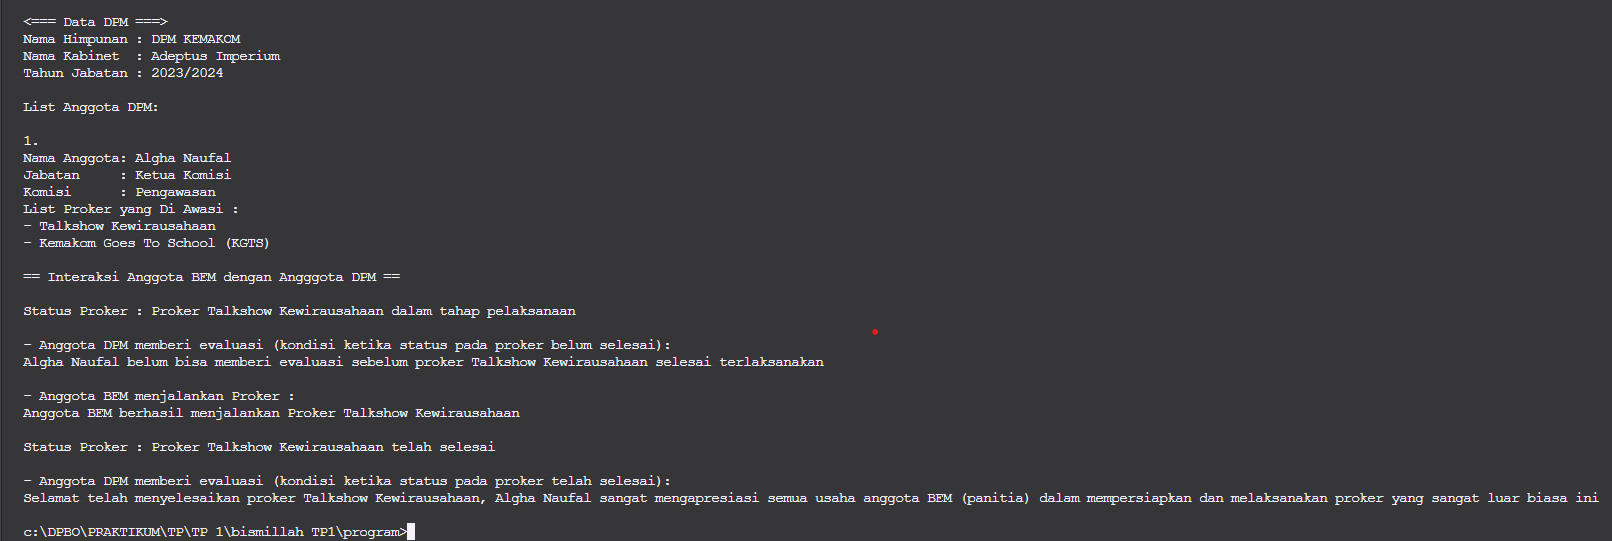 <=== Data DPM ===>
Nama Himpunan : DPM KEMAKOM
Nama Kabinet  : Adeptus Imperium
Tahun Jabatan : 2023/2024
List Anggota DPM:
1.
Nama Anggota: Algha Naufal
Jabatan     : Ketua Komisi
Komisi      : Pengawasan
List Proker yang Di Awasi :
- Talkshow Kewirausahaan
- Kemakom Goes To School (KGTS)
== Interaksi Anggota BEM dengan Angggota DPM ==
Status Proker : Proker Talkshow Kewirausahaan dalam tahap pelaksanaan
- Anggota DPM memberi evaluasi (kondisi ketika status pada proker belum selesai):
Algha Naufal belum bisa memberi evaluasi sebelum proker Talkshow Kewirausahaan selesai terlaksanakan
- Anggota BEM menjalankan Proker :
Anggota BEM berhasil menjalankan Proker Talkshow Kewirausahaan
Status Proker : Proker Talkshow Kewirausahaan telah selesai
- Anggota DPM memberi evaluasi (kondisi ketika status pada proker telah selesai):
Selamat telah menyelesaikan proker Talkshow Kewirausahaan, Algha Naufal sangat mengapresiasi semua usaha anggota BEM (panitia) dalam mempersiapkan dan melaksanakan proker yang sangat luar biasa ini
c:\DPBO\PRAKTIKUM\TP\TP 1\bismillah TP1\program>